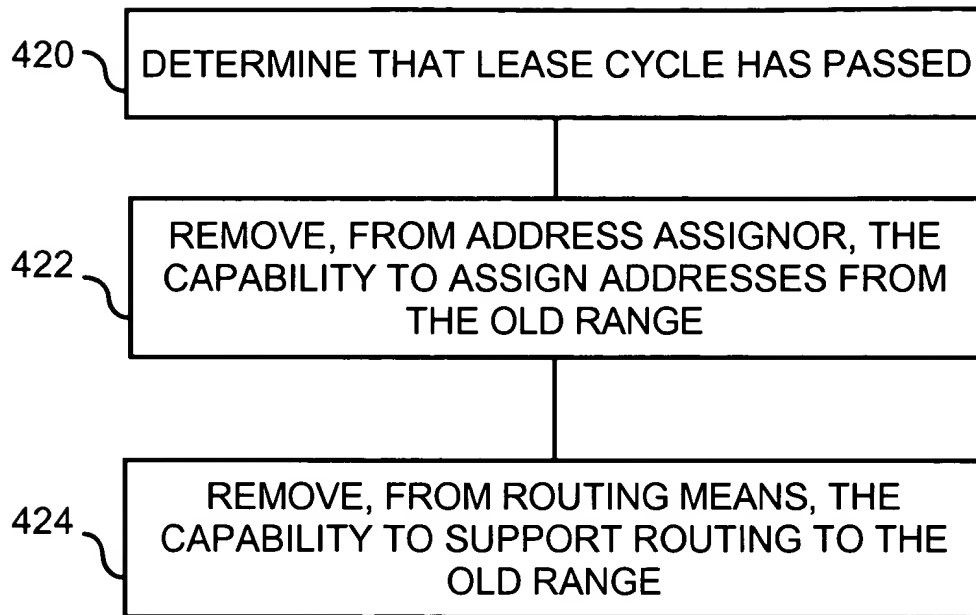 420
DETERMINE THAT LEASE CYCLE HAS PASSED
422
REMOVE, FROM ADDRESS ASSIGNOR, THE
CAPABILITY TO ASSIGN ADDRESSES FROM
THE OLD RANGE
424
REMOVE, FROM ROUTING MEANS, THE
CAPABILITY TO SUPPORT ROUTING TO THE
OLD RANGE